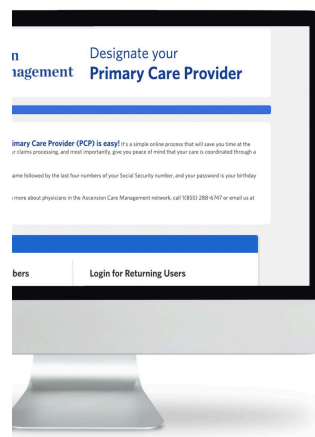 n
nagement
Designate your
Primary Care Provider
imary Care Provider (PCP) is easy! It's a simple online process that will save you time at the
r claims processing, and most importantly, give you peace of mind that your care is coordinated through a
ame followed by the last four numbers of your Social Security number, and your password is your birthday
more about physicians in the Ascension Care Management network, call 1(855) 288-6747 or email us at
bers
Login for Returning Users